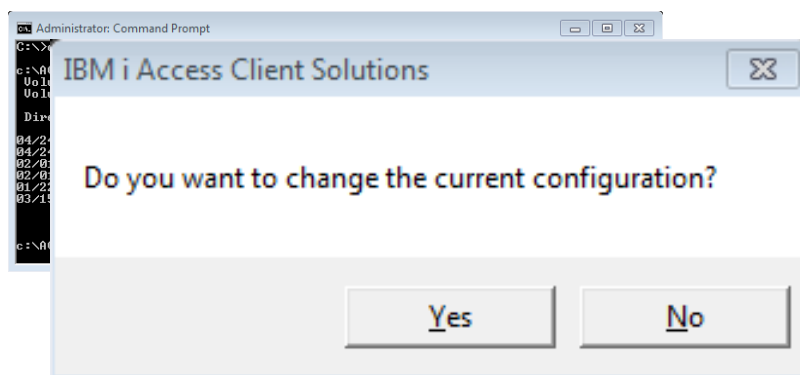 Administrator: Command Prompt
C:\>
IBM i Access Client Solutions
Do you want to change the current configuration?
Yes
No